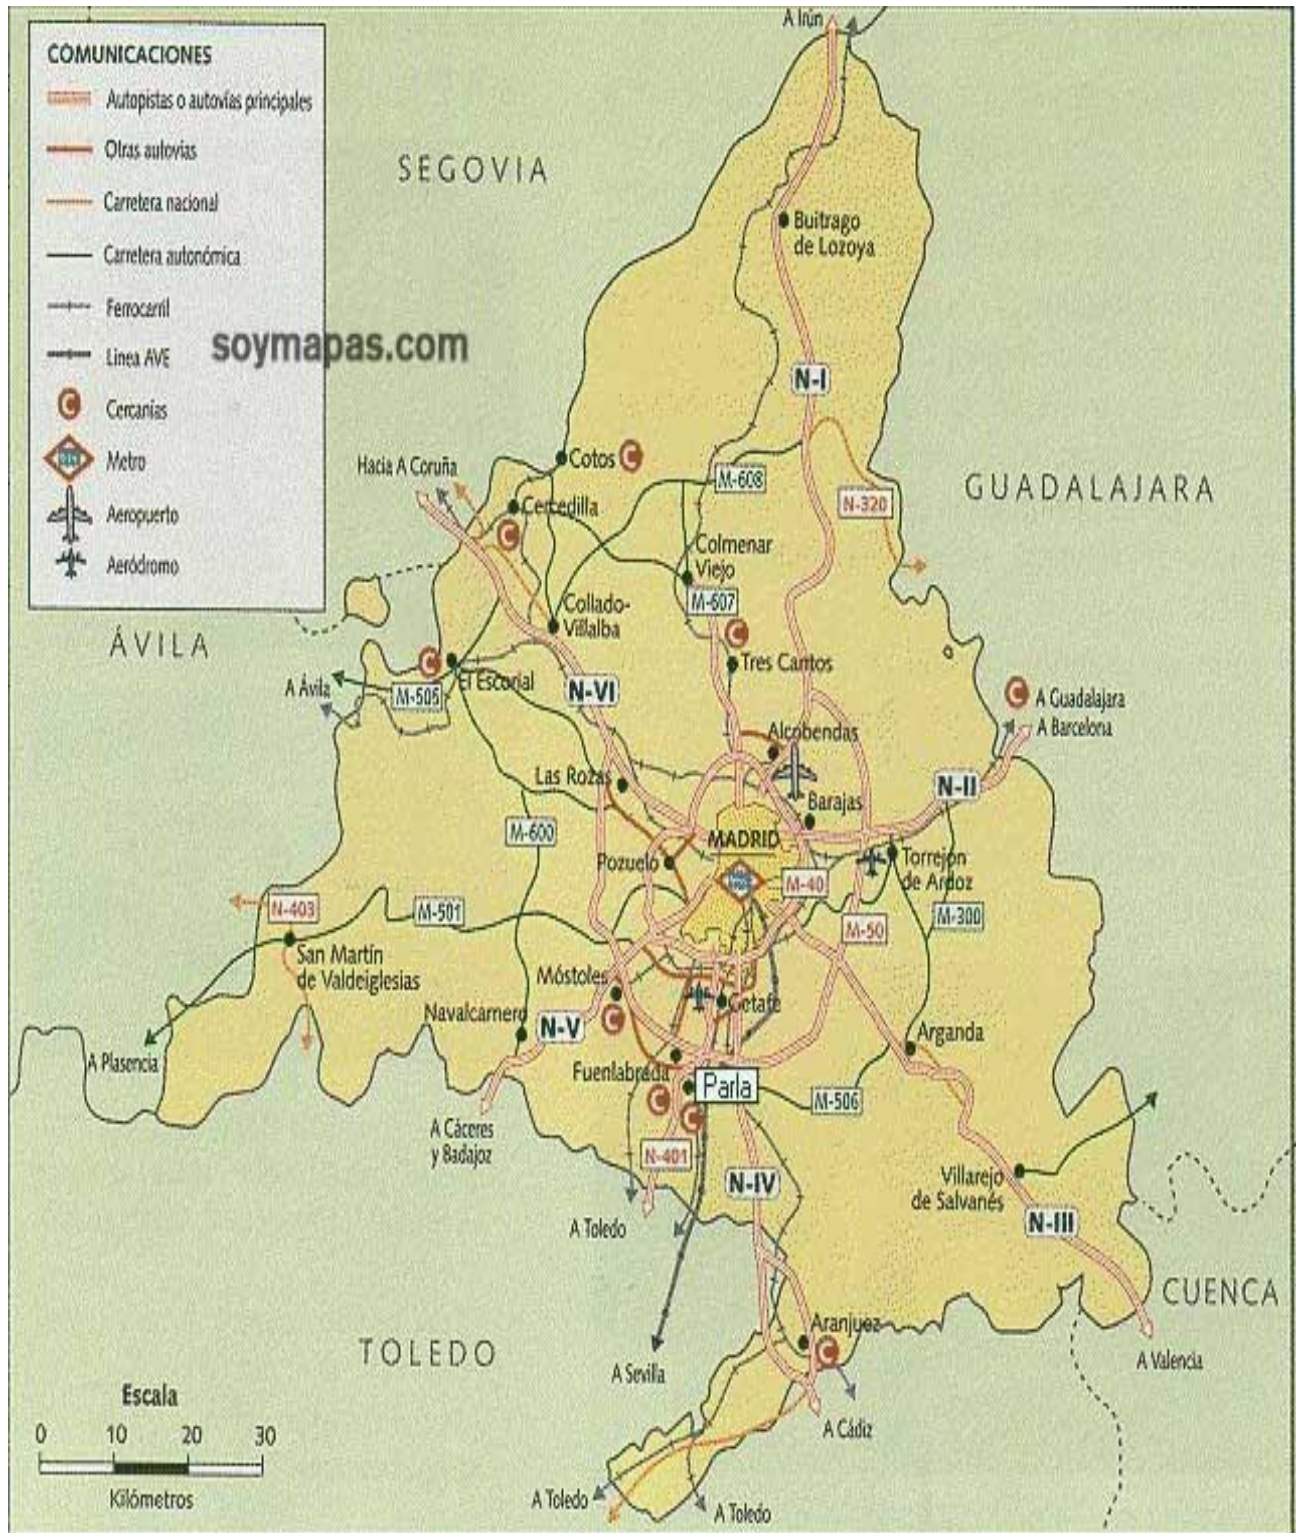 COMUNICACIONES
Autopistas o autovías principales
Otras autovías
Carretera nacional
Carretera autonómica
Ferrocarril
Linea AVE
Cercanías
Metro
Aeropuerto
Aeródromo
soymapas.com
A Irún
SEGOVIA
Buitrago
de Lozoya
N-I
Cotos
Hacia A Coruña
M-608
GUADALAJARA
N-320
Cercedilla
Colmenar
Viejo
M-607
Collado-
Villalba
ÁVILA
Tres Cantos
El Escorial
A Ávila
M-505
N-VI
A Guadalajara
A Barcelona
Alcobendas
Las Rozas
N-II
Barajas
M-600
MADRID
Pozuelo
Torrejón
de Ardoz
M-40
N-403
M-501
M-300
M-50
San Martín
de Valdeiglesias
Móstoles
Getafe
Navalcarnero
N-V
Arganda
A Plasencia
Fuenlabrada
Parla
M-506
A Cáceres
y Badajoz
N-401
N-IV
Villarejo
de Salvanés
N-III
A Toledo
CUENCA
Aranjuez
TOLEDO
A Sevilla
A Valencia
Escala
A Cádiz
0 10 20 30
Kilómetros
A Toledo
A Toledo